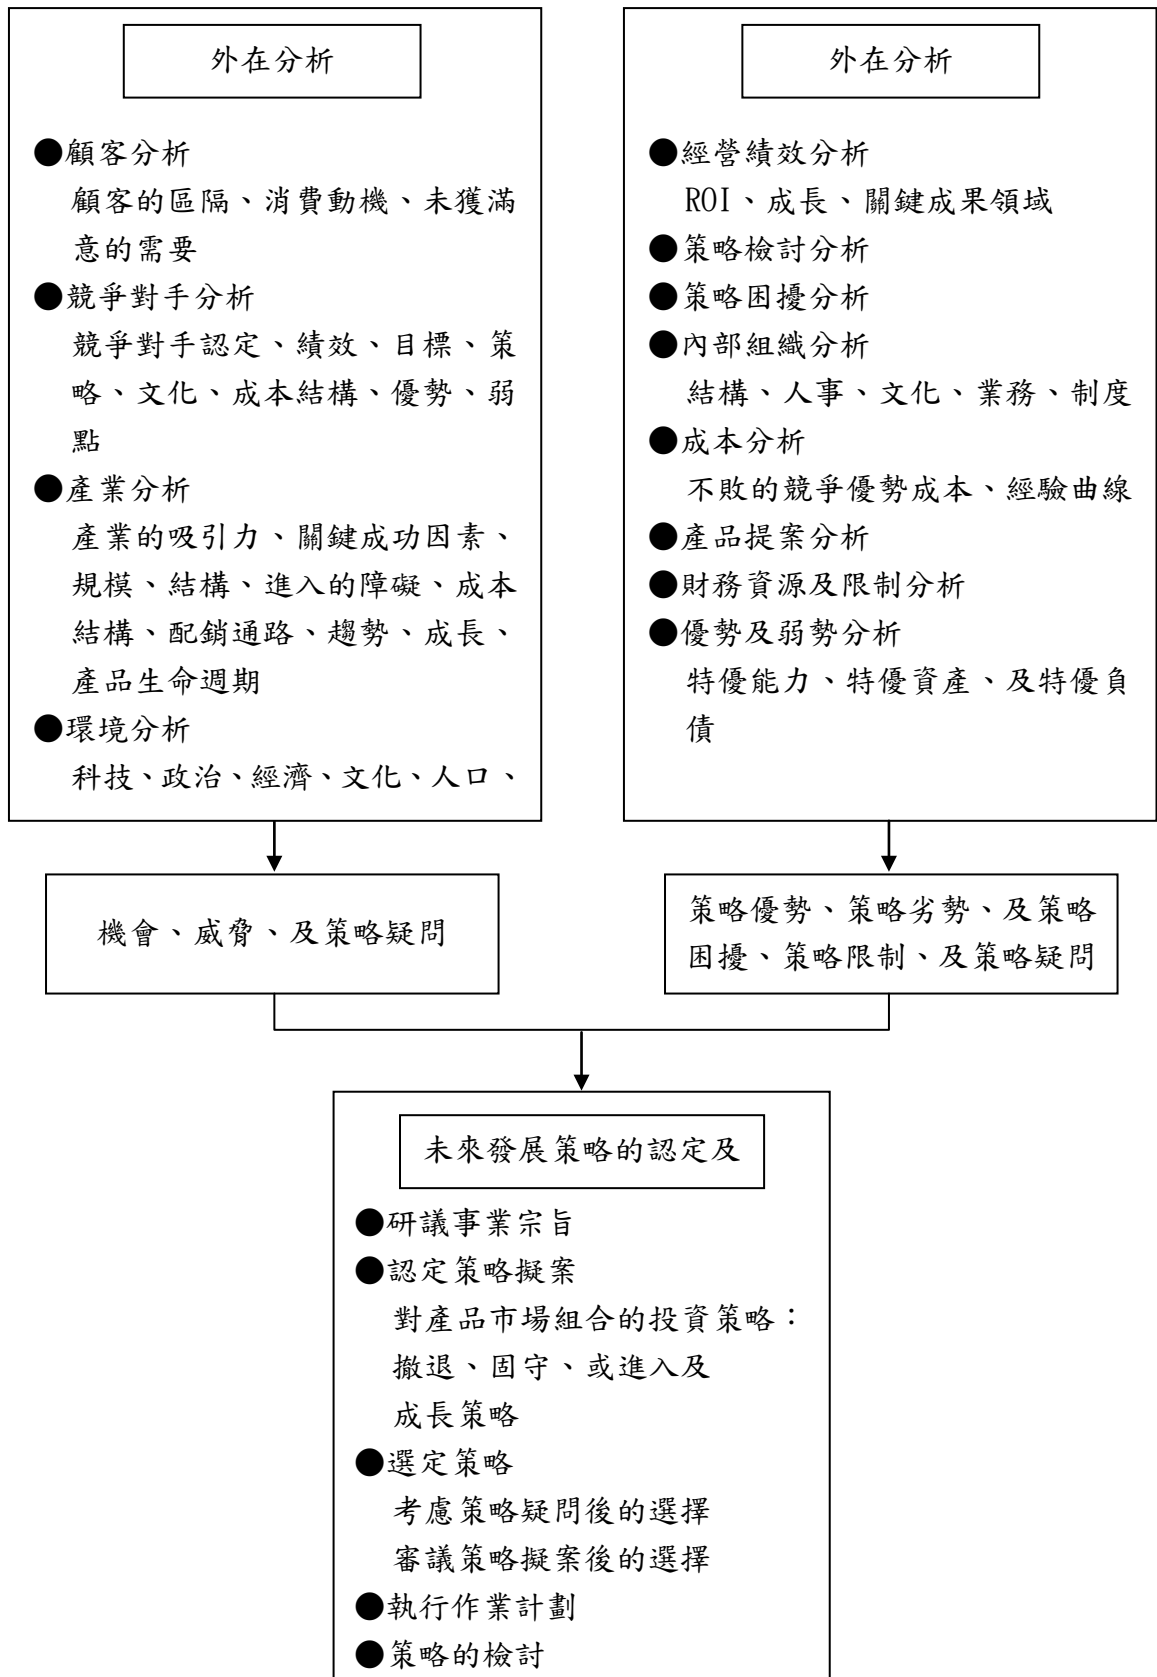 外在分析
●顧客分析
顧客的區隔、消費動機、未獲滿
意的需要
●競爭對手分析
競爭對手認定、績效、目標、策
略、文化、成本結構、優勢、弱
點
●產業分析
產業的吸引力、關鍵成功因素、
規模、結構、進入的障礙、成本
結構、配銷通路、趨勢、成長、
產品生命週期
●環境分析
科技、政治、經濟、文化、人口、
外在分析
●經營績效分析
ROI、成長、關鍵成果領域
●策略檢討分析
●策略困擾分析
●內部組織分析
結構、人事、文化、業務、制度
●成本分析
不敗的競爭優勢成本、經驗曲線
●產品提案分析
●財務資源及限制分析
●優勢及弱勢分析
特優能力、特優資產、及特優負
債
機會、威脅、及策略疑問
策略優勢、策略劣勢、及策略
困擾、策略限制、及策略疑問
未來發展策略的認定及
●研議事業宗旨
●認定策略擬案
對產品市場組合的投資策略：
撤退、固守、或進入及
成長策略
●選定策略
考慮策略疑問後的選擇
審議策略擬案後的選擇
●執行作業計劃
●策略的檢討